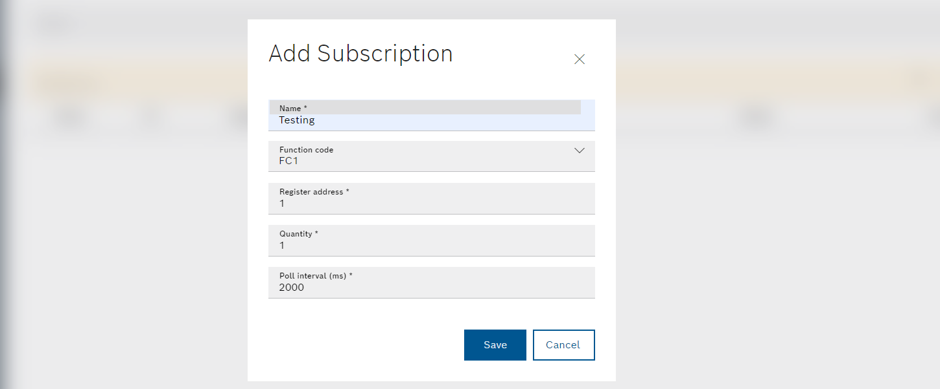 Add Subscription
Name *
Testing
Function code
FC1
Register address *
1
Quantity *
1
Poll interval (ms) *
2000
Save
Cancel